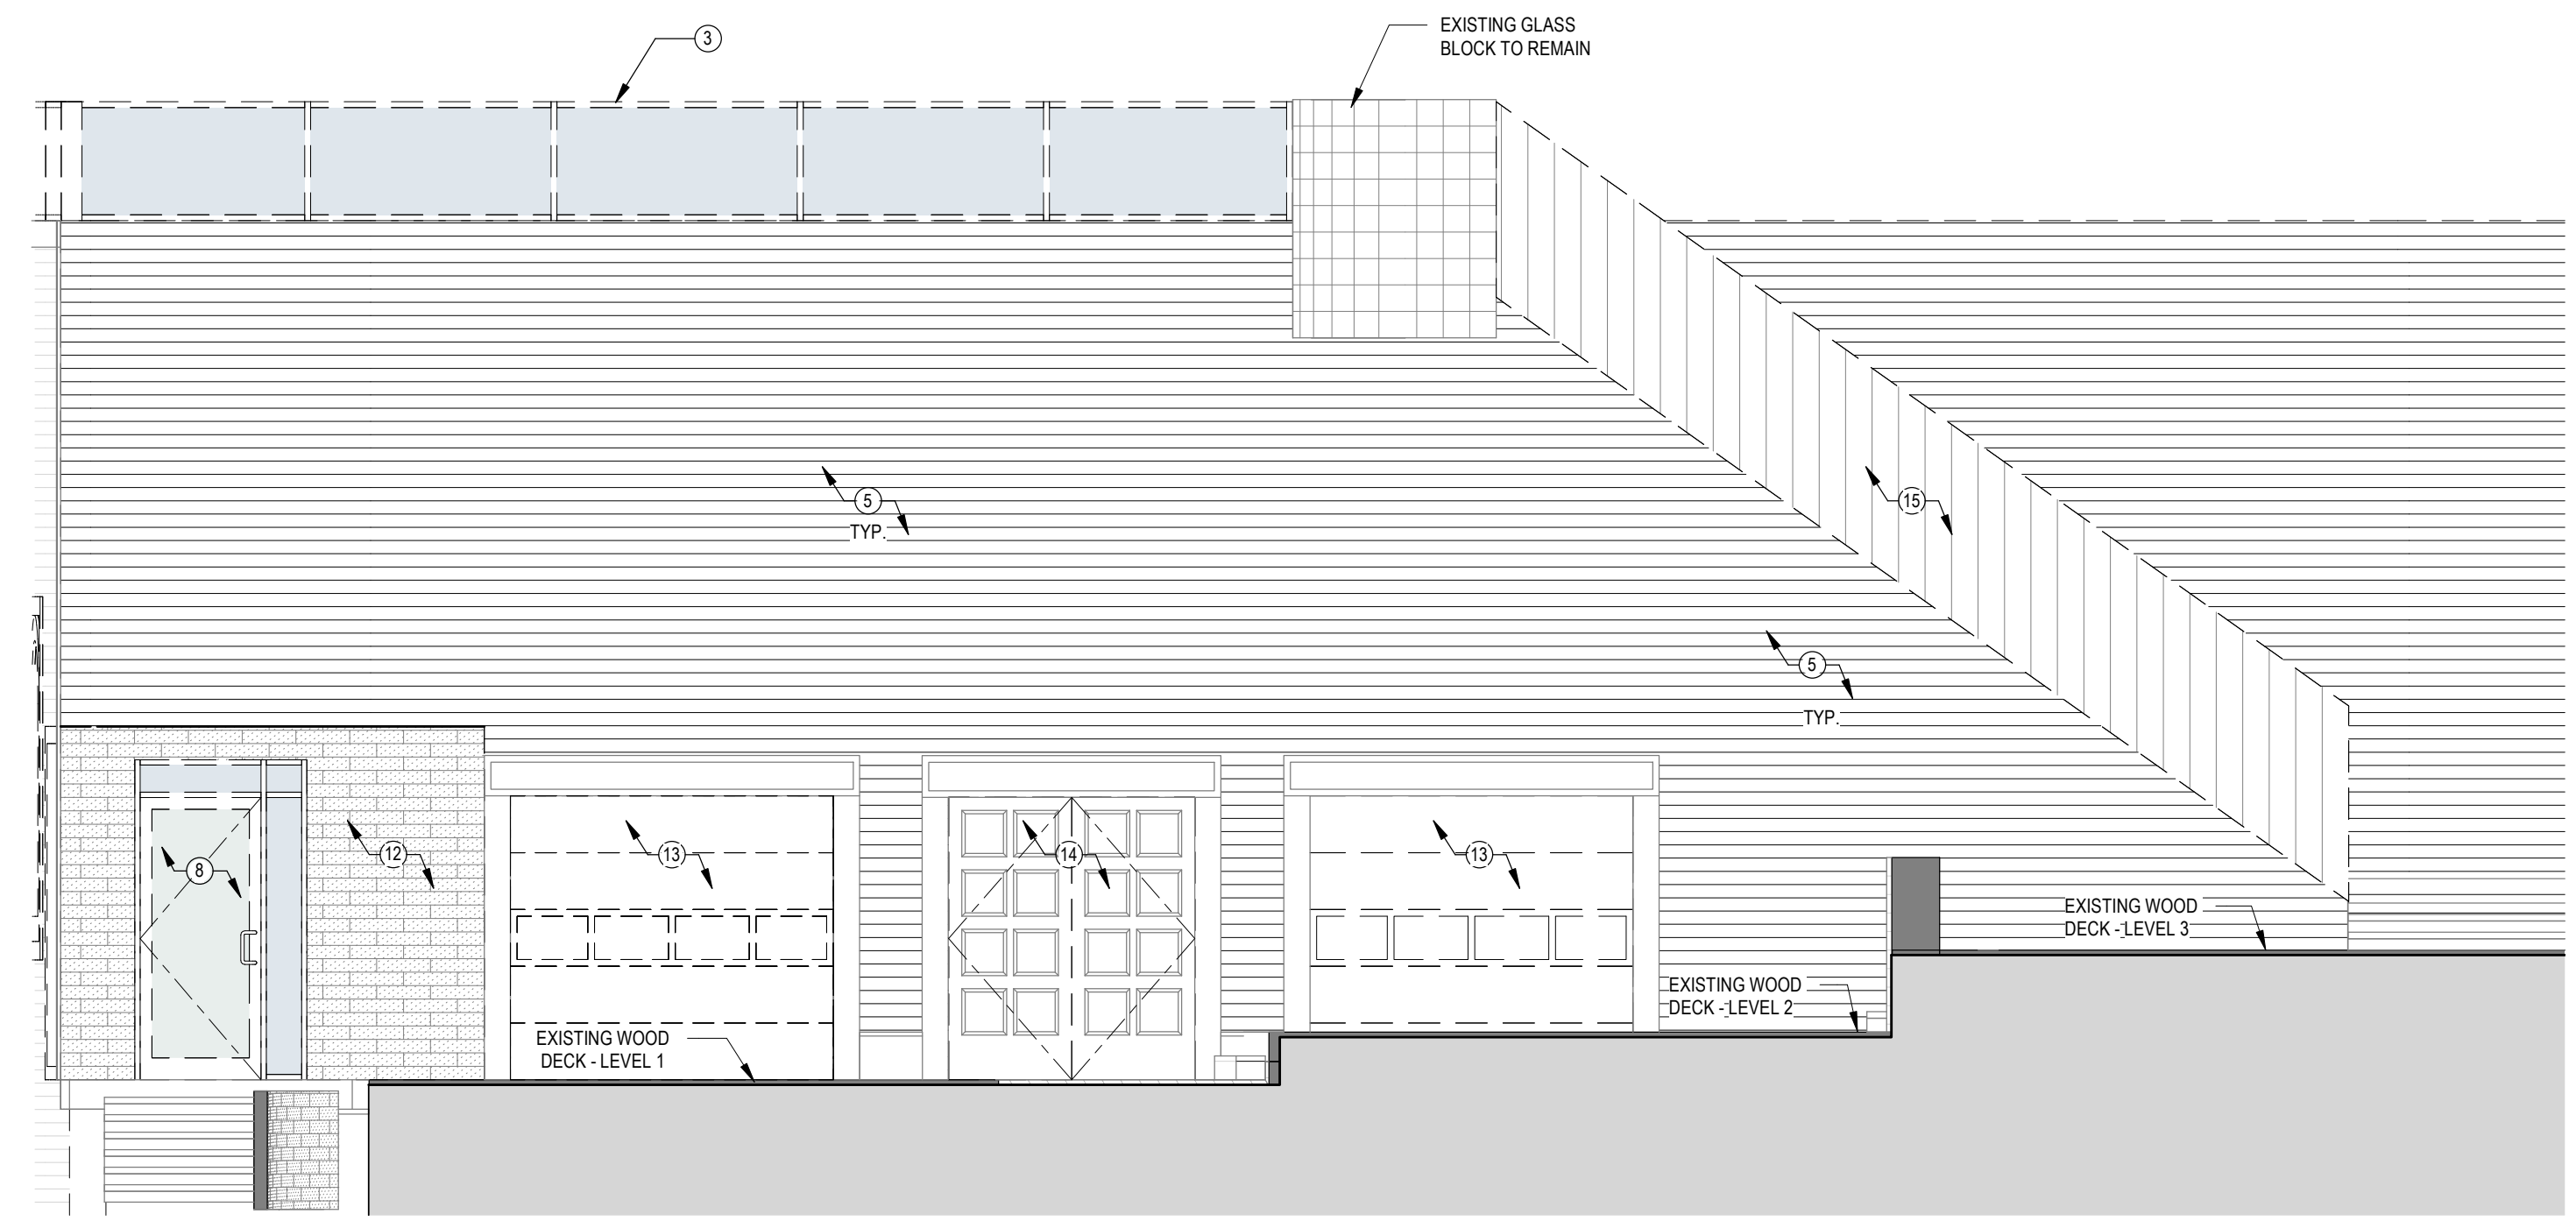 3
EXISTING GLASS
BLOCK TO REMAIN
5
TYP.
15
5
TYP.
8
12
13
14
13
EXISTING WOOD
DECK - LEVEL 3
EXISTING WOOD
DECK - LEVEL 2
EXISTING WOOD
DECK - LEVEL 1